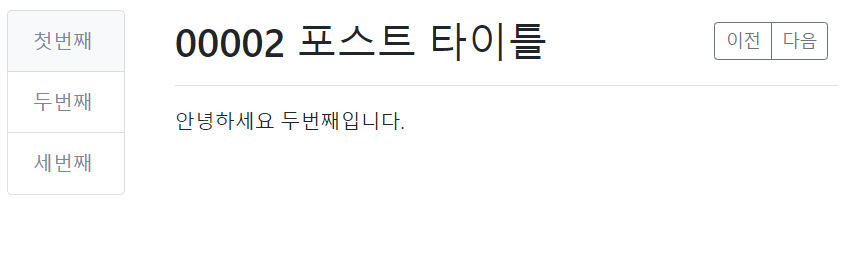 첫번째
두번째
세번째
00002 포스트 타이틀
이전 다음
안녕하세요 두번째입니다.